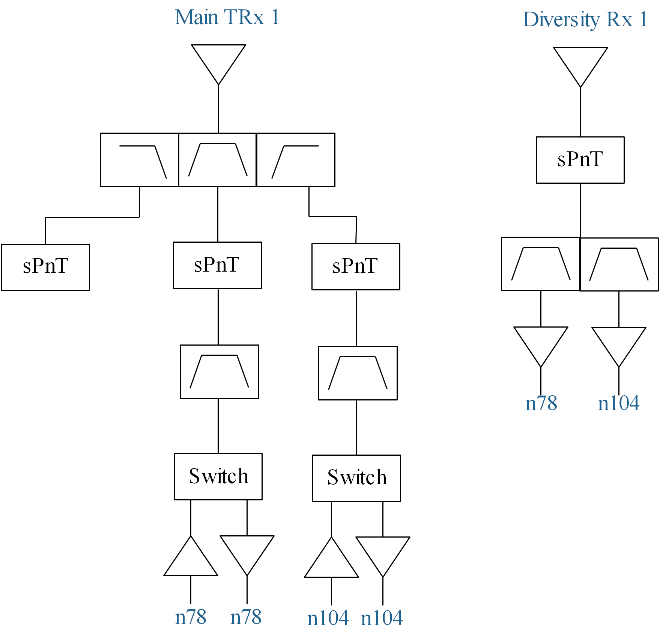 Main TRx 1
Diversity Rx 1
sPnT
sPnT
sPnT
sPnT
Switch
Switch
n78
n104
n78
n78
n104
n104